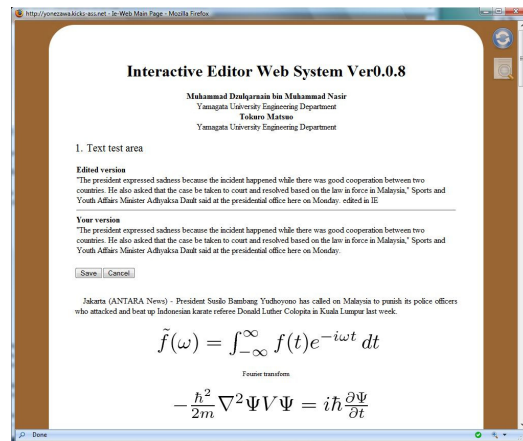 http://yonezawa.kicks-ass.net - Ie-Web Main Page - Mozilla Firefox
Interactive Editor Web System Ver0.0.8
Muhammad Dzulqarnain bin Muhammad Nasir
Yamagata University Engineering Department
Tokuro Matsuo
Yamagata University Engineering Department
1. Text test area
Edited version
"The president expressed sadness because the incident happened while there was good cooperation between two
countries. He also asked that the case be taken to court and resolved based on the law in force in Malaysia," Sports and
Youth Affairs Minister Adhyaksa Dault said at the presidential office here on Monday. edited in IE
Your version
"The president expressed sadness because the incident happened while there was good cooperation between two
countries. He also asked that the case be taken to court and resolved based on the law in force in Malaysia," Sports and
Youth Affairs Minister Adhyaksa Dault said at the presidential office here on Monday.
Save Cancel
Jakarta (ANTARA News) - President Susilo Bambang Yudhoyono has called on Malaysia to punish its police officers
who attacked and beat up Indonesian karate referee Donald Luther Colopita in Kuala Lumpur last week.
f̃(ω) = ∫_{-∞}^{∞} f(t)e^{-iωt} dt
Fourier transform
-ℏ²/2m ∇²ΨVΨ = iℏ ∂Ψ/∂t
Done